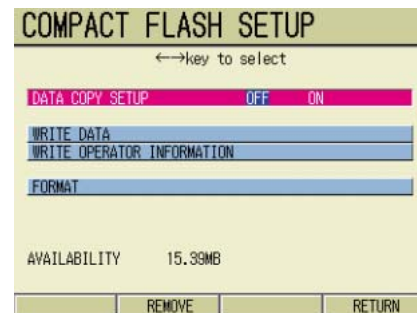 COMPACT FLASH SETUP
←→key to select
DATA COPY SETUP OFF ON
WRITE DATA
WRITE OPERATOR INFORMATION
FORMAT
AVAILABILITY 15.39MB
REMOVE RETURN